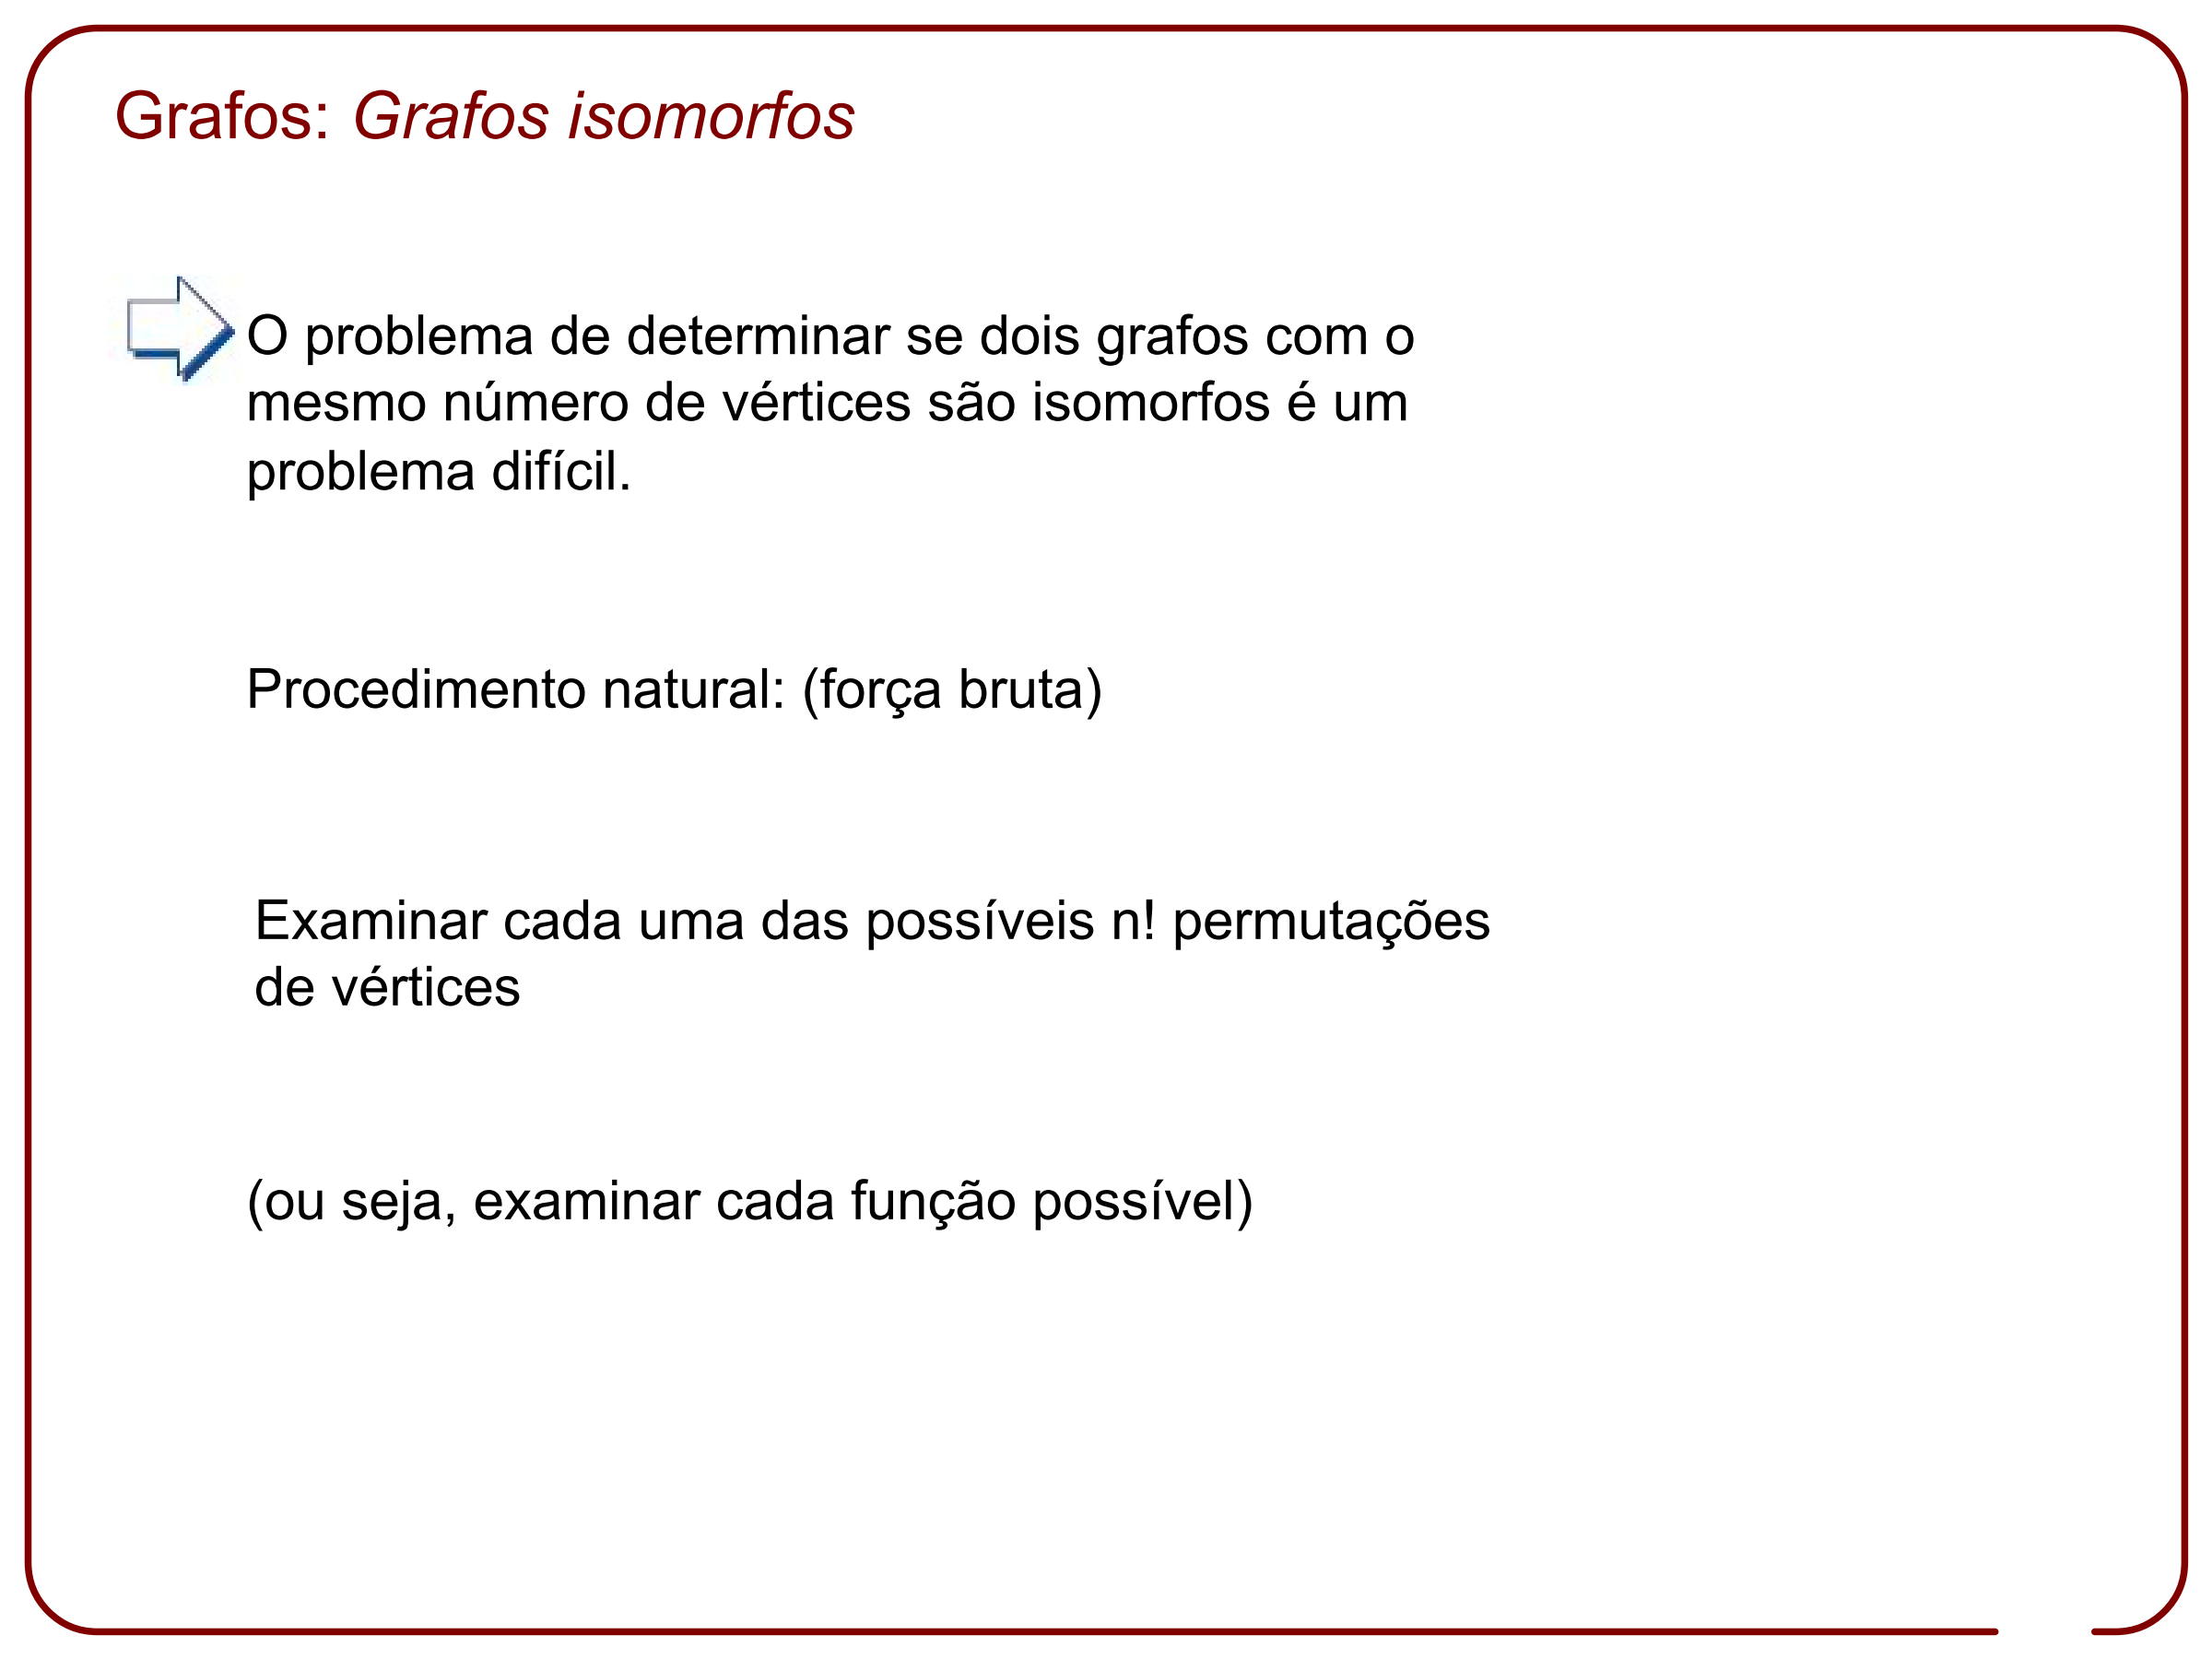 Grafos: Grafos isomorfos
O problema de determinar se dois grafos com o
mesmo número de vértices são isomorfos é um
problema difícil.
Procedimento natural: (força bruta)
Examinar cada uma das possíveis n! permutações
de vértices
(ou seja, examinar cada função possível)